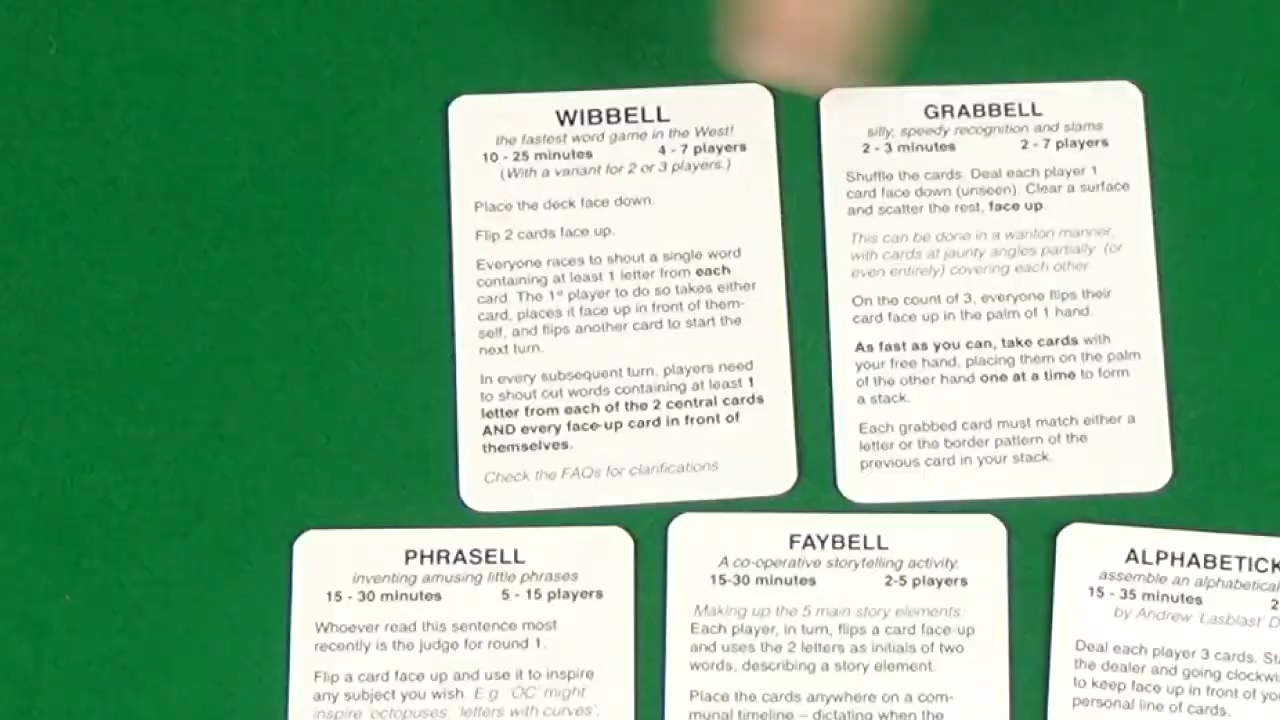 WIBBELL
the fastest word game in the West!
10 - 25 minutes 4 - 7 players
(With a variant for 2 or 3 players.)
Place the deck face down.
Flip 2 cards face up.
Everyone races to shout a single word
containing at least 1 letter from each
card. The 1st player to do so takes either
card, places it face up in front of them-
self, and flips another card to start the
next turn.
In every subsequent turn, players need
to shout out words containing at least 1
letter from each of the 2 central cards
AND every face-up card in front of
themselves.
Check the FAQs for clarifications
GRABBELL
silly, speedy recognition and slams
2 - 3 minutes 2 - 7 players
Shuffle the cards. Deal each player 1
card face down (unseen). Clear a surface
and scatter the rest, face up.
This can be done in a wanton manner,
with cards at jaunty angles partially (or
even entirely) covering each other.
On the count of 3, everyone flips their
card face up in the palm of 1 hand.
As fast as you can, take cards with
your free hand, placing them on the palm
of the other hand one at a time to form
a stack.
Each grabbed card must match either a
letter or the border pattern of the
previous card in your stack.
PHRASELL
inventing amusing little phrases
15 - 30 minutes 5 - 15 players
Whoever read this sentence most
recently is the judge for round 1.
Flip a card face up and use it to inspire
any subject you wish. E.g 'OC' might
inspire 'octopuses, 'letters with curves',
FAYBELL
A co-operative storytelling activity.
15-30 minutes 2-5 players
Making up the 5 main story elements:
Each player, in turn, flips a card face-up
and uses the 2 letters as initials of two
words, describing a story element.
Place the cards anywhere on a com-
munal timeline – dictating when the
ALPHABETICK
assemble an alphabetical
15 - 35 minutes 2
by Andrew 'Lasblast' D
Deal each player 3 cards. Sta
the dealer and going clockwi
to keep face up in front of yo
personal line of cards.